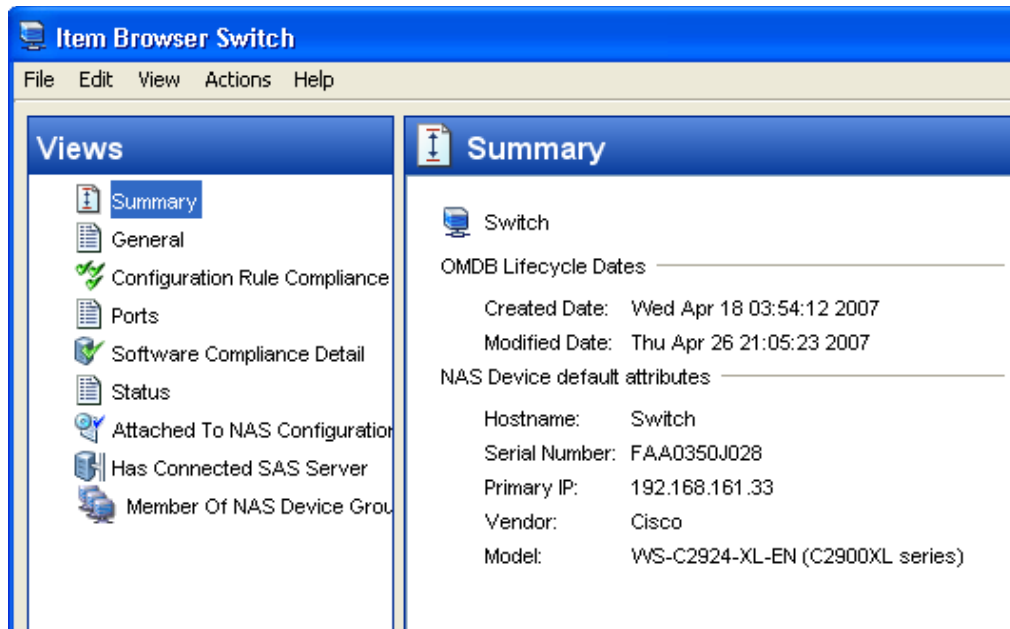 Item Browser Switch
File Edit View Actions Help
Views
Summary
General
Configuration Rule Compliance
Ports
Software Compliance Detail
Status
Attached To NAS Configuration
Has Connected SAS Server
Member Of NAS Device Grou
Summary
Switch
OMDB Lifecycle Dates
Created Date: Wed Apr 18 03:54:12 2007
Modified Date: Thu Apr 26 21:05:23 2007
NAS Device default attributes
Hostname: Switch
Serial Number: FAA0350J028
Primary IP: 192.168.161.33
Vendor: Cisco
Model: WS-C2924-XL-EN (C2900XL series)